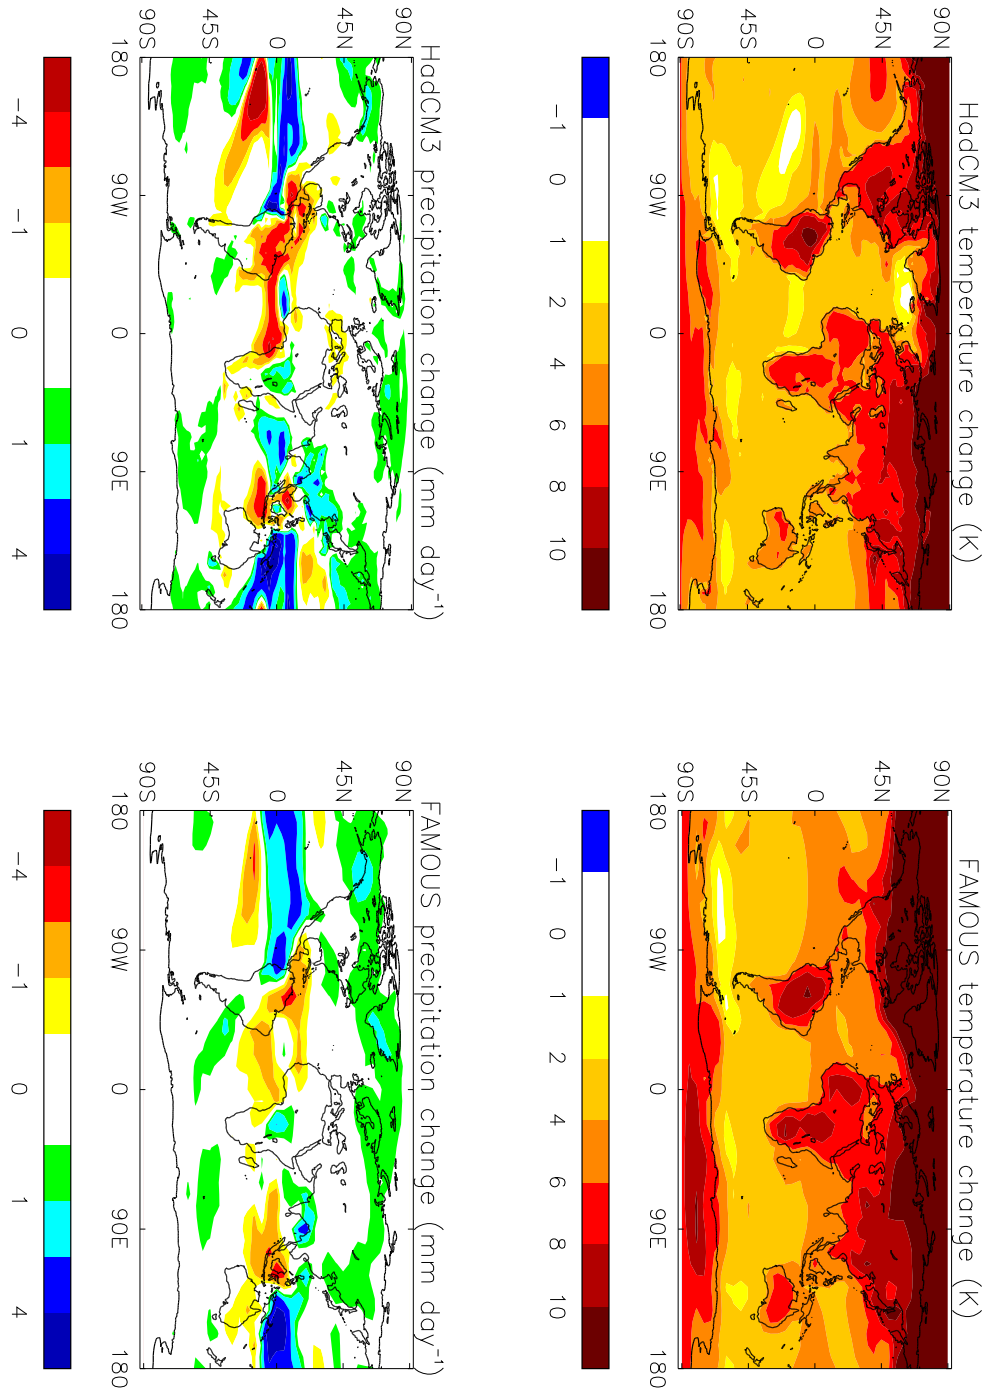 HadCM3 temperature change (K)
90N
45N
0
45S
90S
180 90W 0 90E 180
−1 0 1 2 4 6 8 10
FAMOUS temperature change (K)
90N
45N
0
45S
90S
180 90W 0 90E 180
−1 0 1 2 4 6 8 10
HadCM3 precipitation change (mm day⁻¹)
90N
45N
0
45S
90S
180 90W 0 90E 180
−4 −1 0 1 4
FAMOUS precipitation change (mm day⁻¹)
90N
45N
0
45S
90S
180 90W 0 90E 180
−4 −1 0 1 4